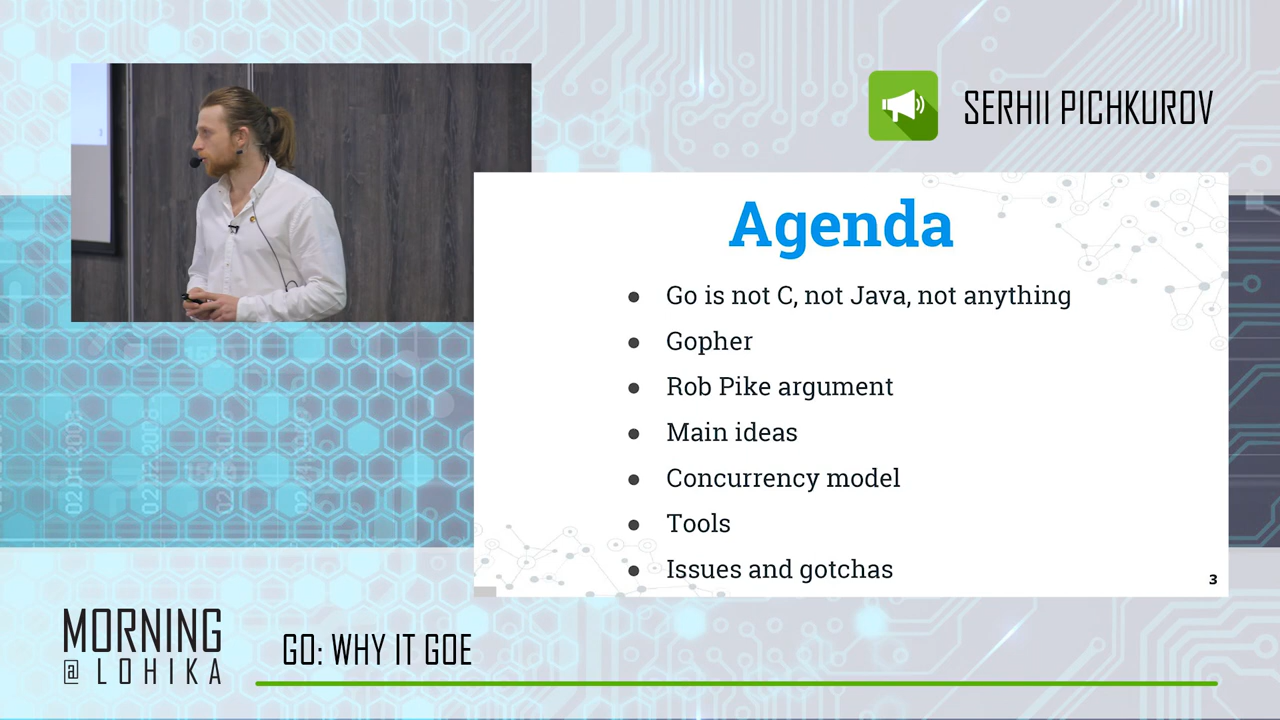 SERHII PICHKUROV
Agenda
● Go is not C, not Java, not anything
● Gopher
● Rob Pike argument
● Main ideas
● Concurrency model
● Tools
● Issues and gotchas
3
MORNING
@ LOHIKA
GO: WHY IT GOE